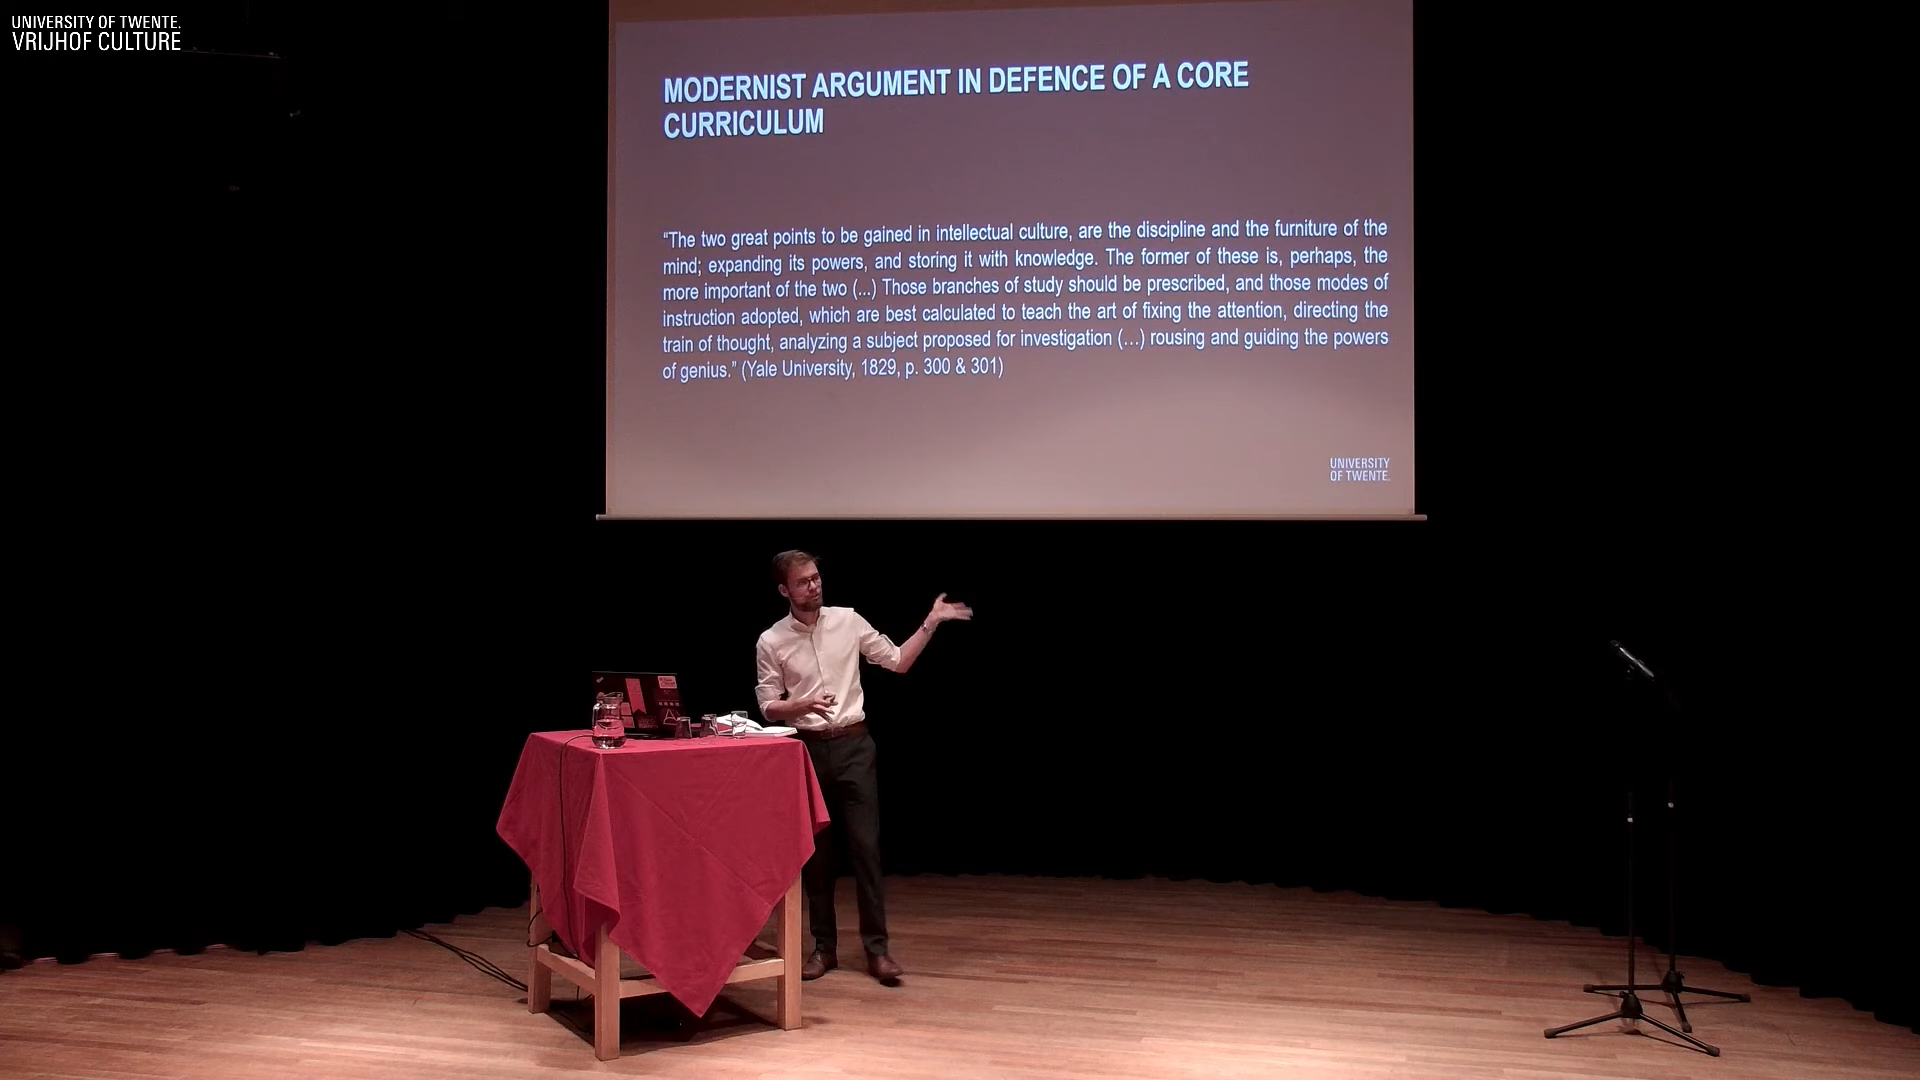 UNIVERSITY OF TWENTE.
VRIJHOF CULTURE
MODERNIST ARGUMENT IN DEFENCE OF A CORE
CURRICULUM
“The two great points to be gained in intellectual culture, are the discipline and the furniture of the
mind; expanding its powers, and storing it with knowledge. The former of these is, perhaps, the
more important of the two (...) Those branches of study should be prescribed, and those modes of
instruction adopted, which are best calculated to teach the art of fixing the attention, directing the
train of thought, analyzing a subject proposed for investigation (…) rousing and guiding the powers
of genius.” (Yale University, 1829, p. 300 & 301)
UNIVERSITY
OF TWENTE.